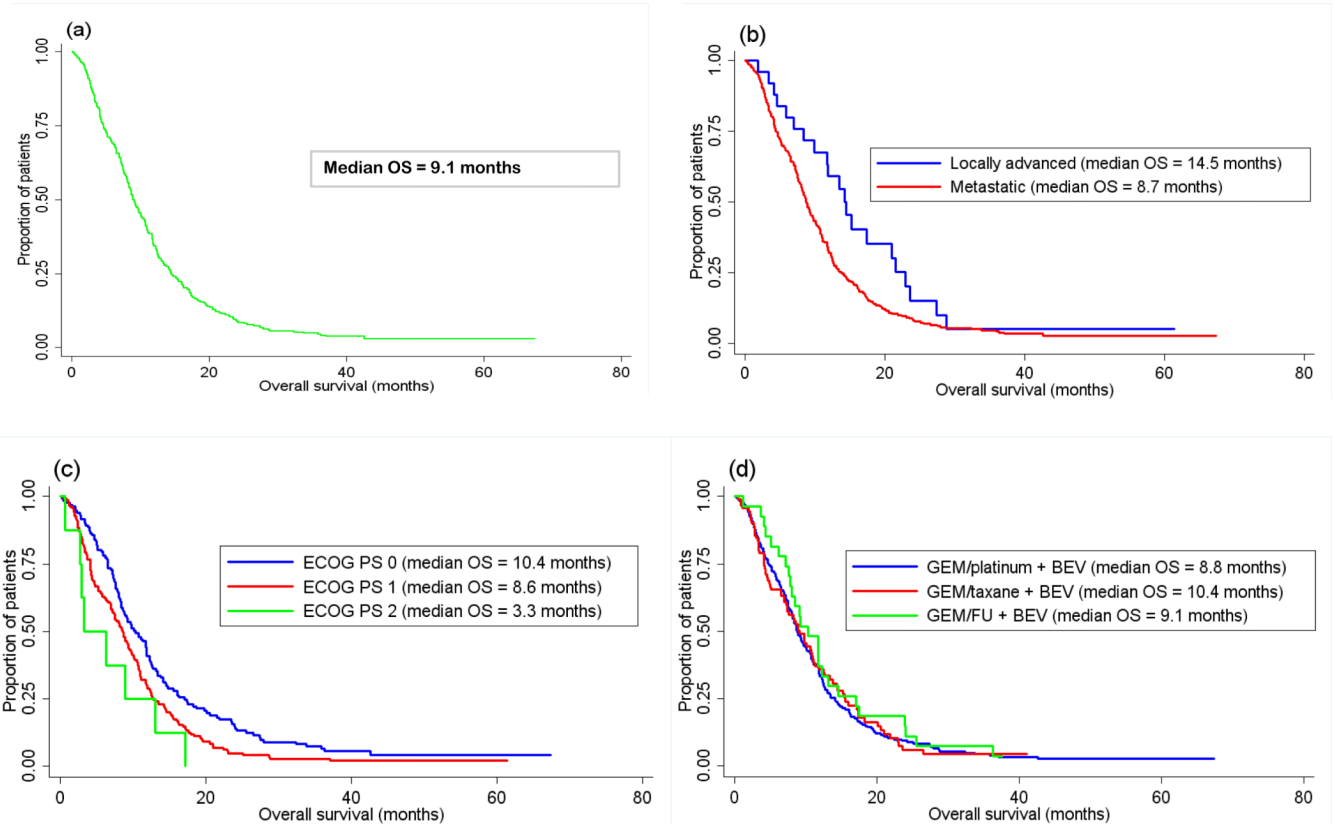 (a)
Proportion of patients
1.00
0.75
0.50
0.25
0.00
Median OS = 9.1 months
0 20 40 60 80
Overall survival (months)
(b)
Proportion of patients
1.00
0.75
0.50
0.25
0.00
Locally advanced (median OS = 14.5 months)
Metastatic (median OS = 8.7 months)
0 20 40 60 80
Overall survival (months)
(c)
Proportion of patients
1.00
0.75
0.50
0.25
0.00
ECOG PS 0 (median OS = 10.4 months)
ECOG PS 1 (median OS = 8.6 months)
ECOG PS 2 (median OS = 3.3 months)
0 20 40 60 80
Overall survival (months)
(d)
Proportion of patients
1.00
0.75
0.50
0.25
0.00
GEM/platinum + BEV (median OS = 8.8 months)
GEM/taxane + BEV (median OS = 10.4 months)
GEM/FU + BEV (median OS = 9.1 months)
0 20 40 60 80
Overall survival (months)